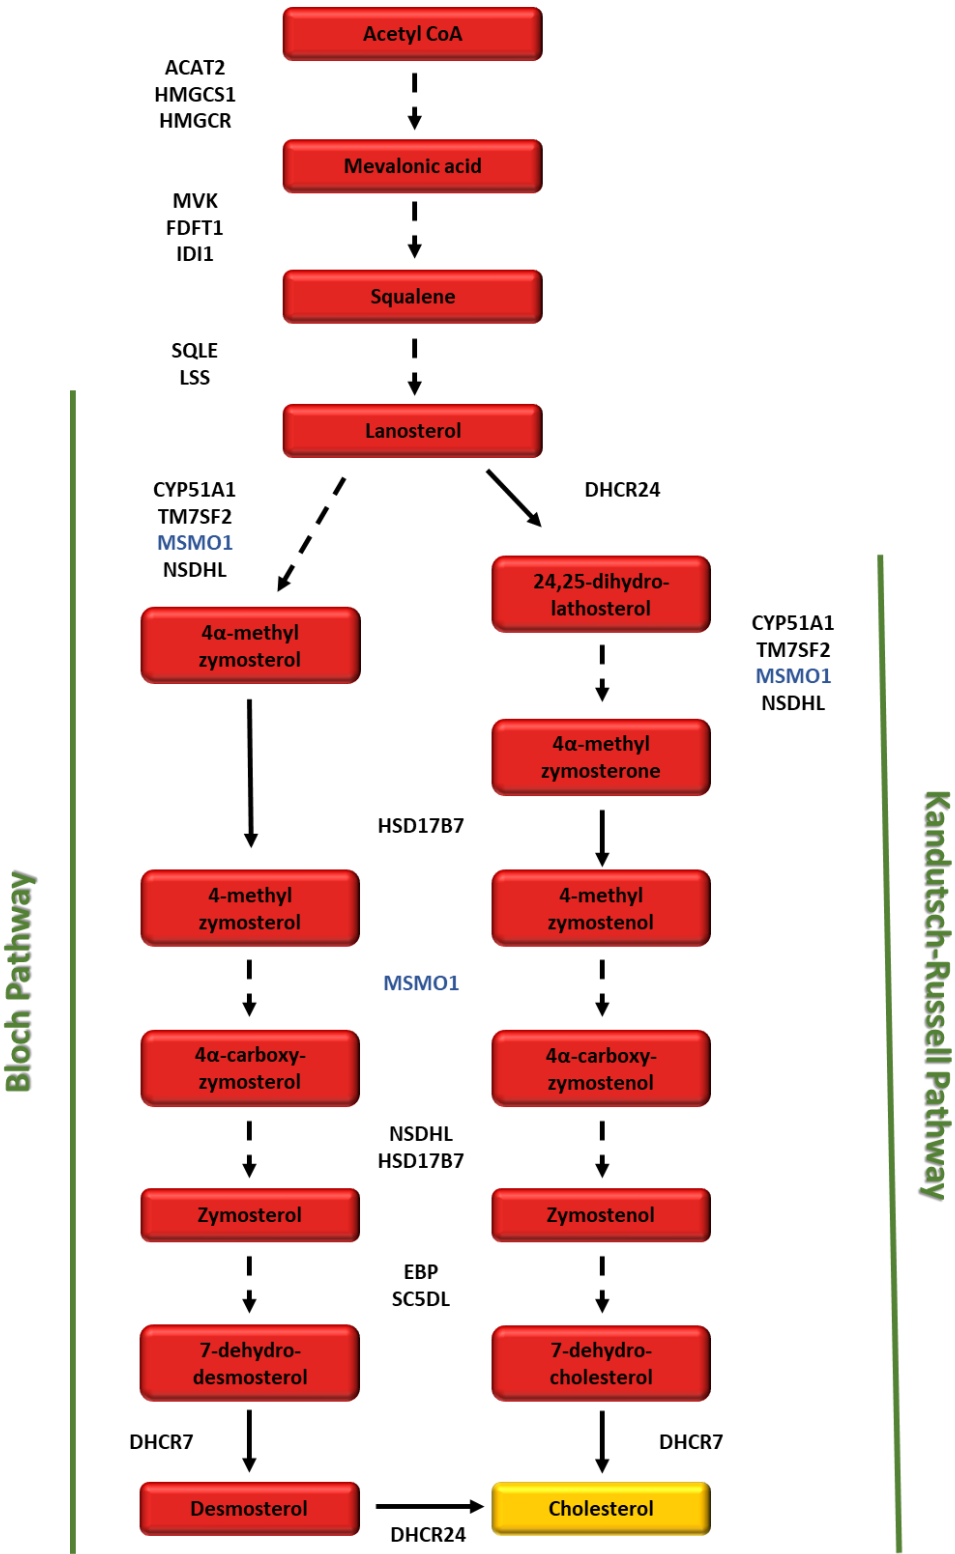 Acetyl CoA
ACAT2
HMGCS1
HMGCR
Mevalonic acid
MVK
FDFT1
IDI1
Squalene
SQLE
LSS
Lanosterol
CYP51A1
TM7SF2
MSMO1
NSDHL
DHCR24
24,25-dihydro-
lathosterol
4α-methyl
zymosterol
CYP51A1
TM7SF2
MSMO1
NSDHL
4α-methyl
zymosterone
HSD17B7
4-methyl
zymosterol
4-methyl
zymostenol
MSMO1
4α-carboxy-
zymosterol
4α-carboxy-
zymostenol
NSDHL
HSD17B7
Zymosterol
Zymostenol
EBP
SC5DL
7-dehydro-
desmosterol
7-dehydro-
cholesterol
DHCR7
DHCR7
Desmosterol
DHCR24
Cholesterol
Bloch Pathway
Kandutsch-Russell Pathway